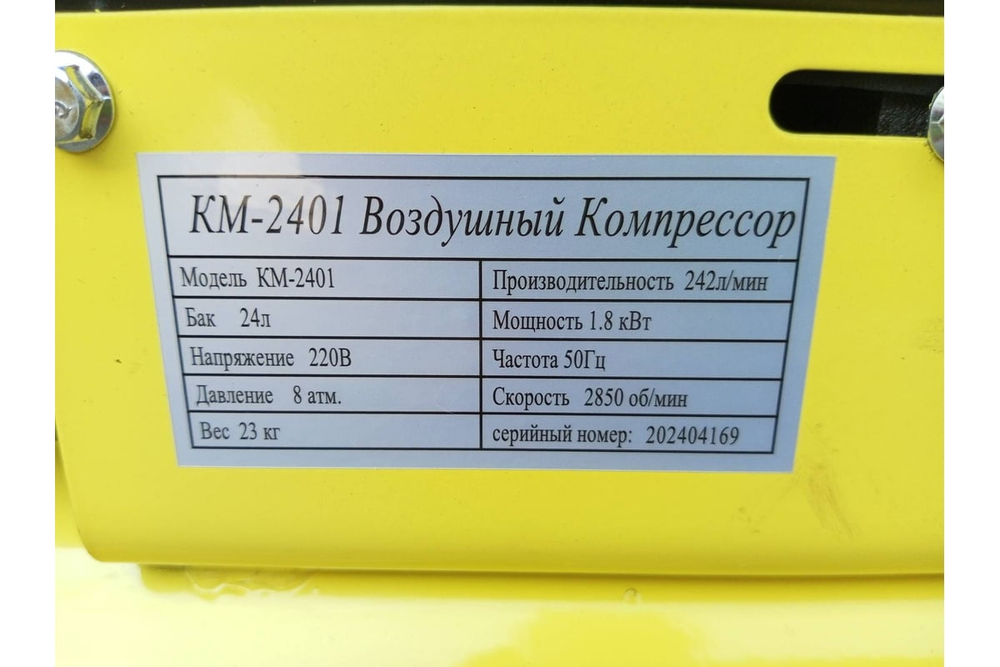 КМ-2401 Воздушный Компрессор
Модель КМ-2401 Производительность 242л/мин
Бак 24л Мощность 1.8 кВт
Напряжение 220В Частота 50Гц
Давление 8 атм. Скорость 2850 об/мин
Вес 23 кг серийный номер: 202404169